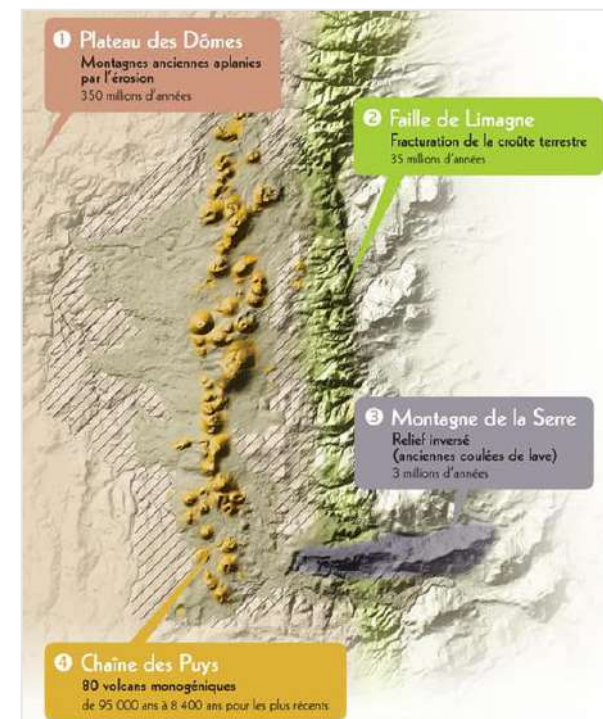 ❶ Plateau des Dômes
Montagnes anciennes aplanies
par l'érosion
350 millions d'années
❷ Faille de Limagne
Fracturation de la croûte terrestre
35 millions d'années
❸ Montagne de la Serre
Relief inversé
(anciennes coulées de lave)
3 millions d'années
❹ Chaîne des Puys
80 volcans monogéniques
de 95 000 ans à 8 400 ans pour les plus récents